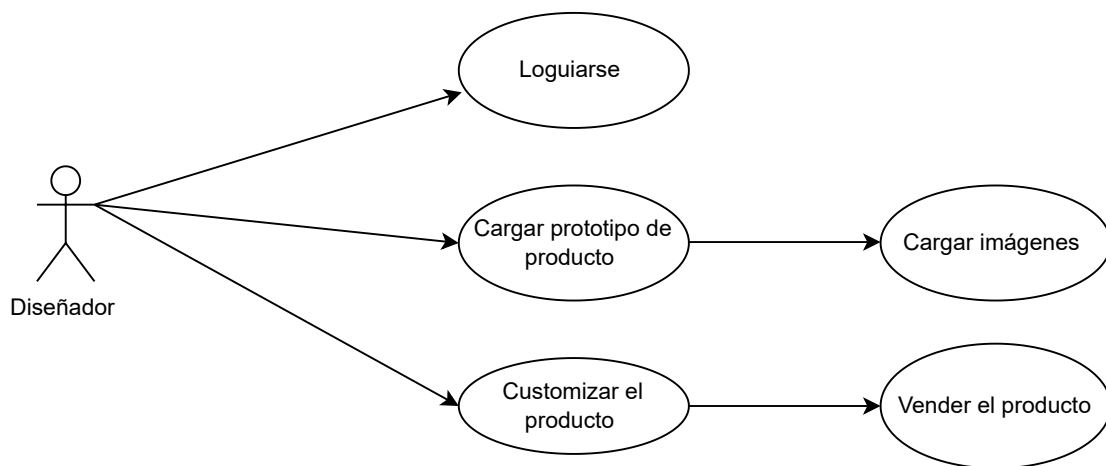 Loguiarse
Cargar prototipo de
producto
Cargar imágenes
Diseñador
Customizar el
producto
Vender el producto